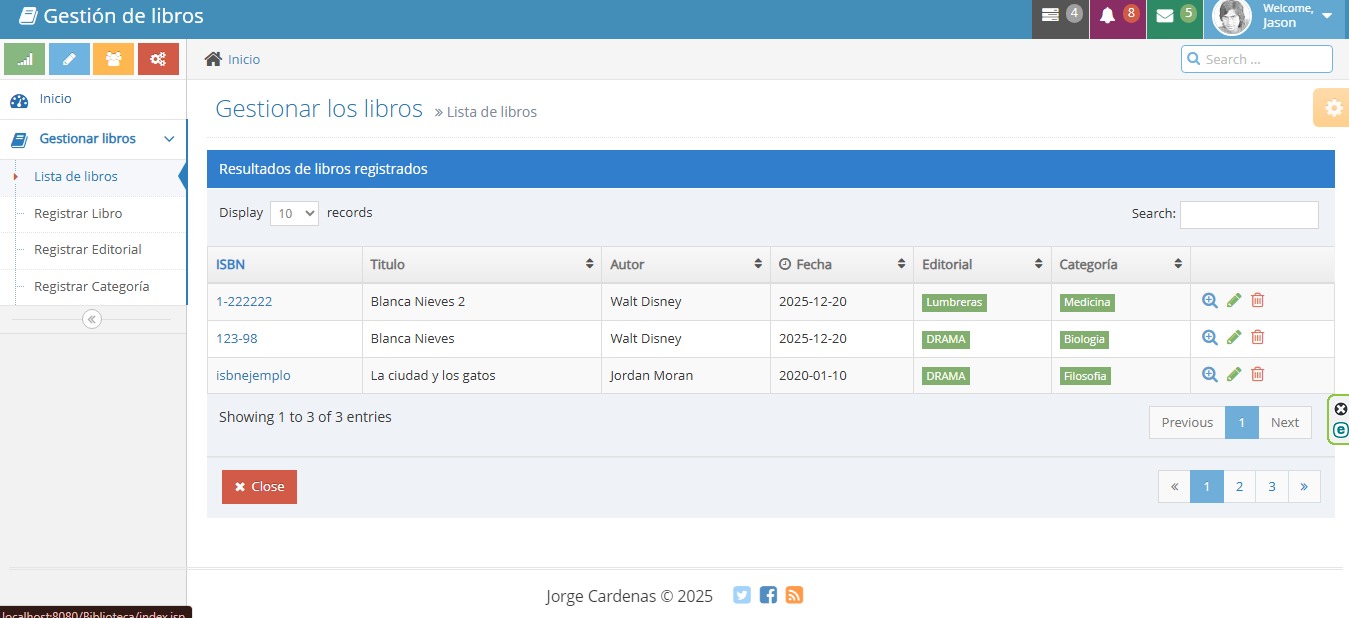 Gestión de libros
4
8
5
Welcome,
Jason
Inicio
Search ...
Inicio
Gestionar libros
Lista de libros
Registrar Libro
Registrar Editorial
Registrar Categoría
«
Gestionar los libros » Lista de libros
Resultados de libros registrados
Display 10 records
Search:
ISBN Titulo Autor Fecha Editorial Categoría
1-222222 Blanca Nieves 2 Walt Disney 2025-12-20 Lumbreras Medicina
123-98 Blanca Nieves Walt Disney 2025-12-20 DRAMA Biologia
isbnejemplo La ciudad y los gatos Jordan Moran 2020-01-10 DRAMA Filosofia
Showing 1 to 3 of 3 entries
Previous 1 Next
Close
« 1 2 3 »
Jorge Cardenas © 2025
localhost:8080/Biblioteca/index.jsp